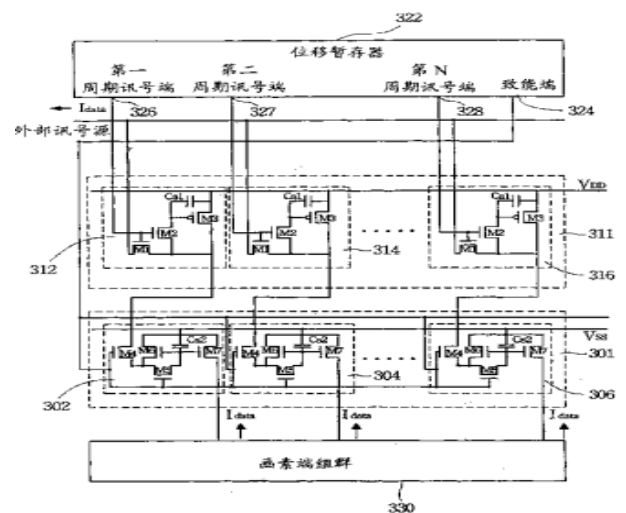 322
位移暂存器
第一 第二 第 N
周期讯号端 周期讯号端 周期讯号端 致能端
Idata 326 327 328 324
外部讯号源
VDD
Cs1 Cs1 Cs1
M3 M3 M3
M2 M2 M2
M1 M1 M1
312 314 316 311
VSS
Cs2 Cs2 Cs2
M4 M6 M7 M4 M6 M7 M4 M6 M7
M5 M5 M5
301
302 304 306
Idata Idata Idata
画素端组群
330